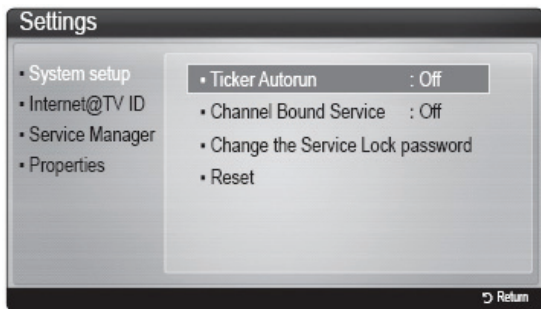 Settings
▪ System setup
▪ Internet@TV ID
▪ Service Manager
▪ Properties
▪ Ticker Autorun : Off
▪ Channel Bound Service : Off
▪ Change the Service Lock password
▪ Reset
Return